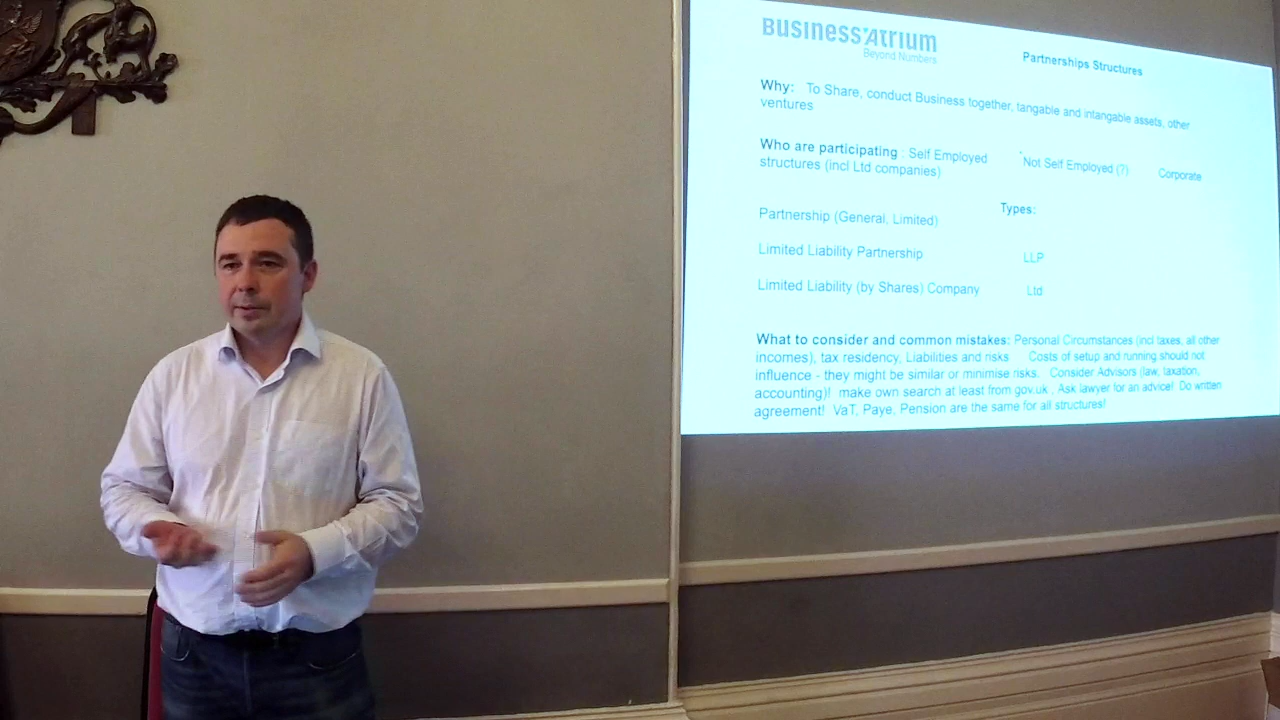 Business Atrium
Beyond Numbers
Partnerships Structures
Why: To Share, conduct Business together, tangable and intangable assets, other
ventures
Who are participating : Self Employed *Not Self Employed (?) Corporate
structures (incl Ltd companies)
Types:
Partnership (General, Limited)
Limited Liability Partnership LLP
Limited Liability (by Shares) Company Ltd
What to consider and common mistakes: Personal Circumstances (incl taxes, all other
incomes), tax residency, Liabilities and risks Costs of setup and running should not
influence - they might be similar or minimise risks. Consider Advisors (law, taxation,
accounting)! make own search at least from gov.uk , Ask lawyer for an advice! Do written
agreement! VaT, Paye, Pension are the same for all structures!